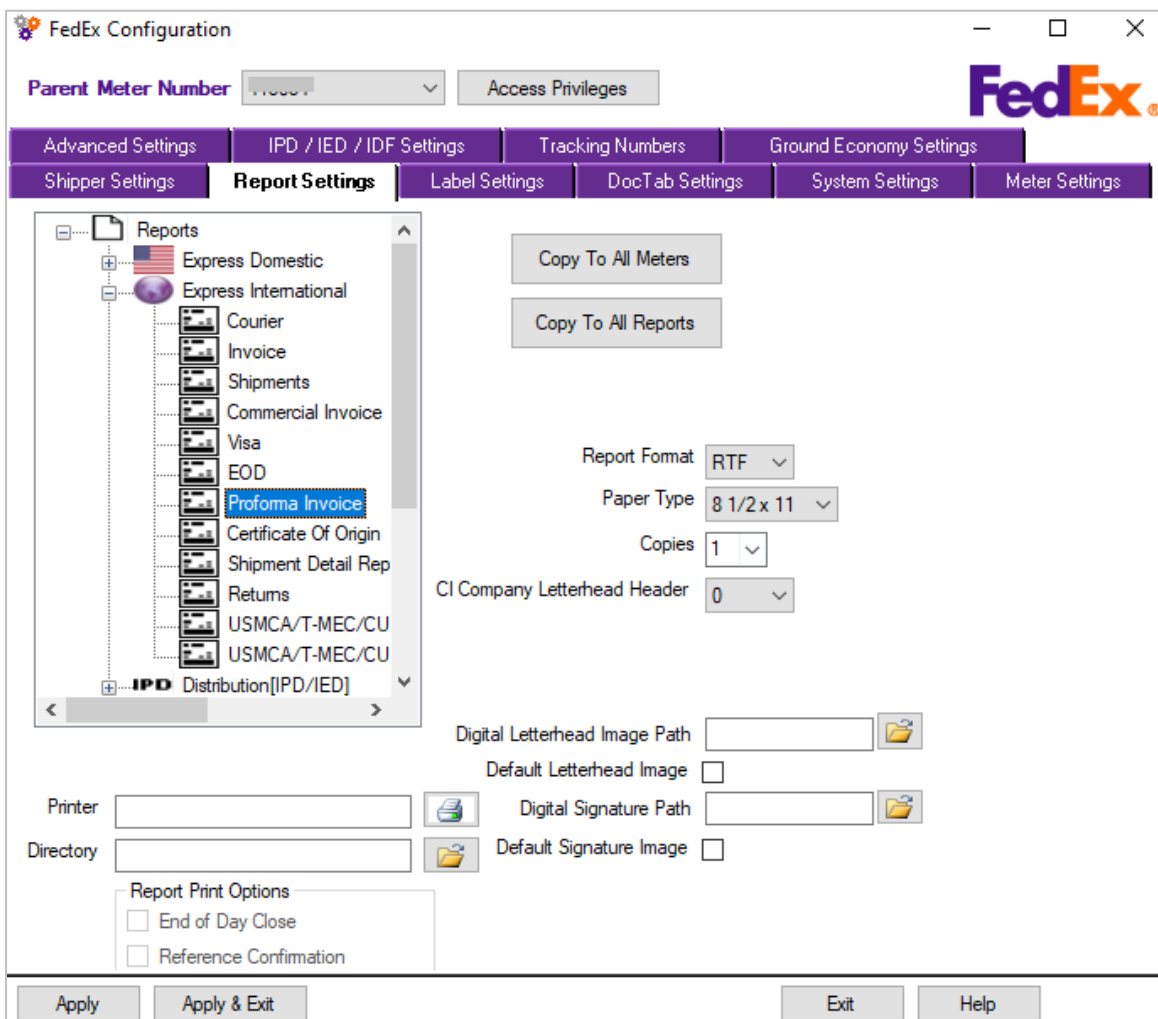 FedEx Configuration
Parent Meter Number
Access Privileges
FedEx ®
Advanced Settings IPD / IED / IDF Settings Tracking Numbers Ground Economy Settings
Shipper Settings Report Settings Label Settings DocTab Settings System Settings Meter Settings
Reports
Express Domestic
Express International
Courier
Invoice
Shipments
Commercial Invoice
Visa
EOD
Proforma Invoice
Certificate Of Origin
Shipment Detail Rep
Returns
USMCA/T-MEC/CU
USMCA/T-MEC/CU
IPD Distribution[IPD/IED]
Copy To All Meters
Copy To All Reports
Report Format RTF
Paper Type 8 1/2 x 11
Copies 1
CI Company Letterhead Header 0
Digital Letterhead Image Path
Default Letterhead Image
Digital Signature Path
Default Signature Image
Printer
Directory
Report Print Options
End of Day Close
Reference Confirmation
Apply Apply & Exit Exit Help